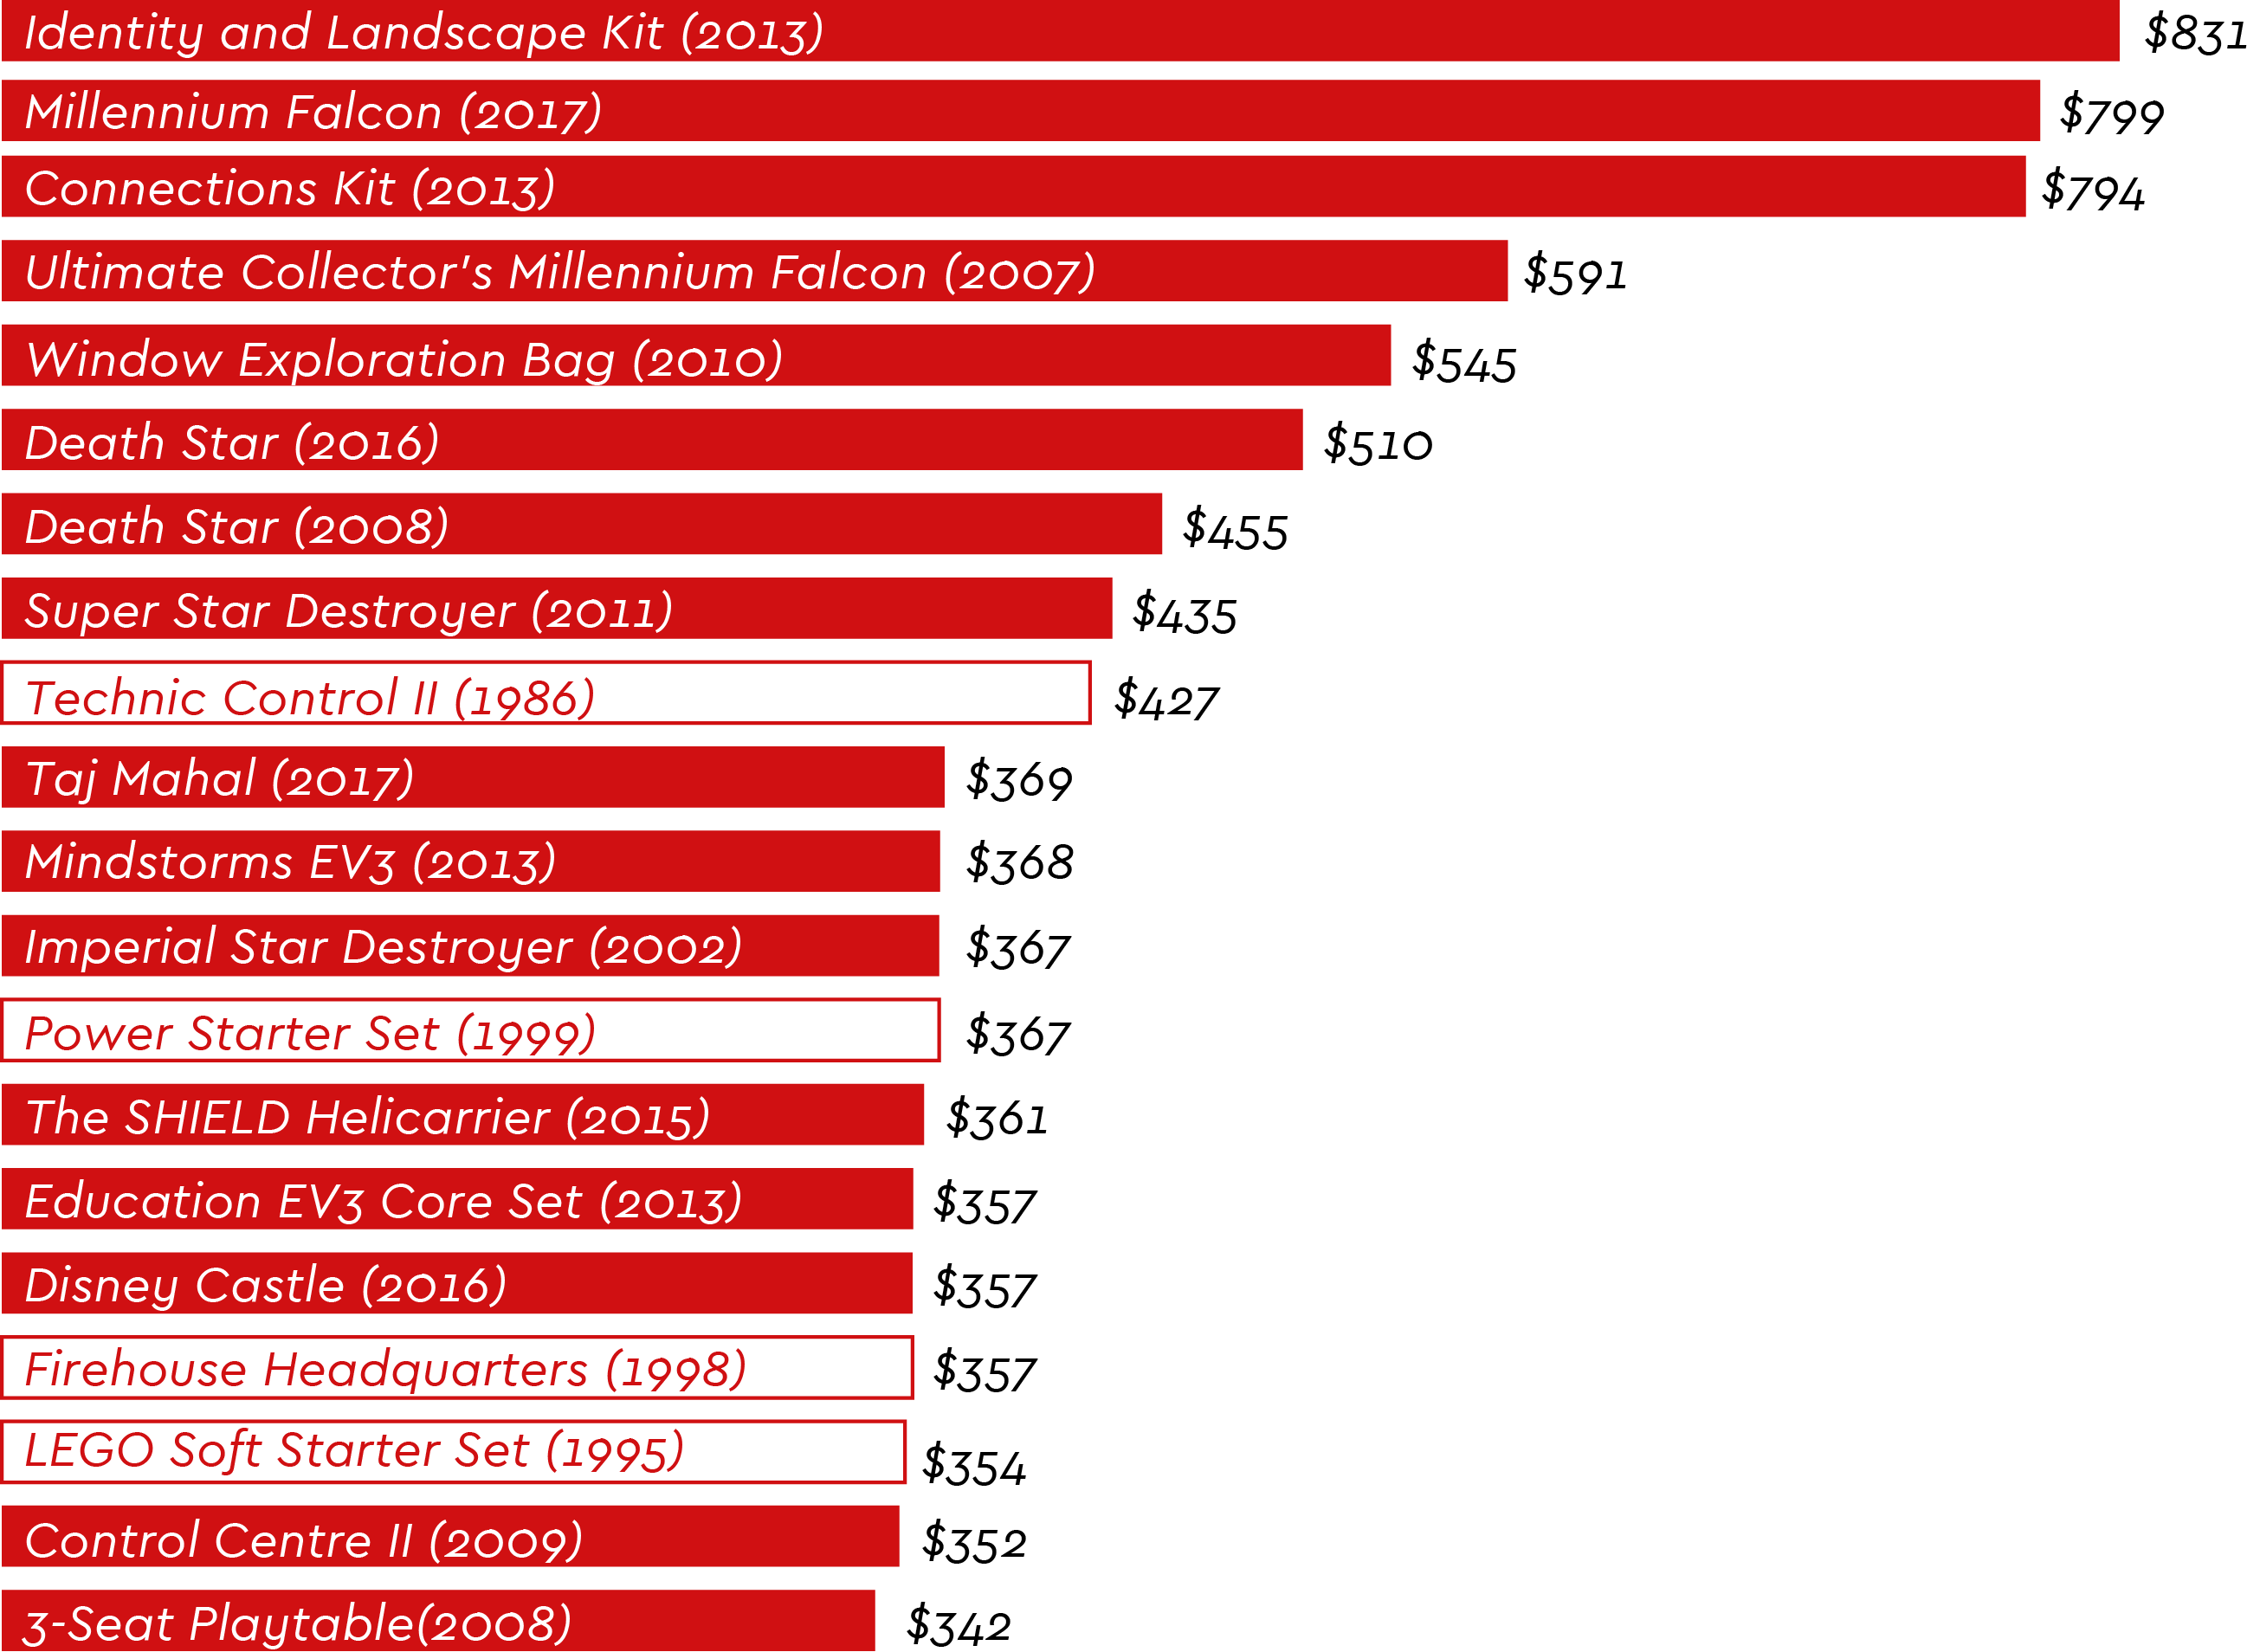 Identity and Landscape Kit (2013) $831
Millennium Falcon (2017) $799
Connections Kit (2013) $794
Ultimate Collector's Millennium Falcon (2007) $591
Window Exploration Bag (2010) $545
Death Star (2016) $510
Death Star (2008) $455
Super Star Destroyer (2011) $435
Technic Control II (1986) $427
Taj Mahal (2017) $369
Mindstorms EV3 (2013) $368
Imperial Star Destroyer (2002) $367
Power Starter Set (1999) $367
The SHIELD Helicarrier (2015) $361
Education EV3 Core Set (2013) $357
Disney Castle (2016) $357
Firehouse Headquarters (1998) $357
LEGO Soft Starter Set (1995) $354
Control Centre II (2009) $352
3-Seat Playtable(2008) $342